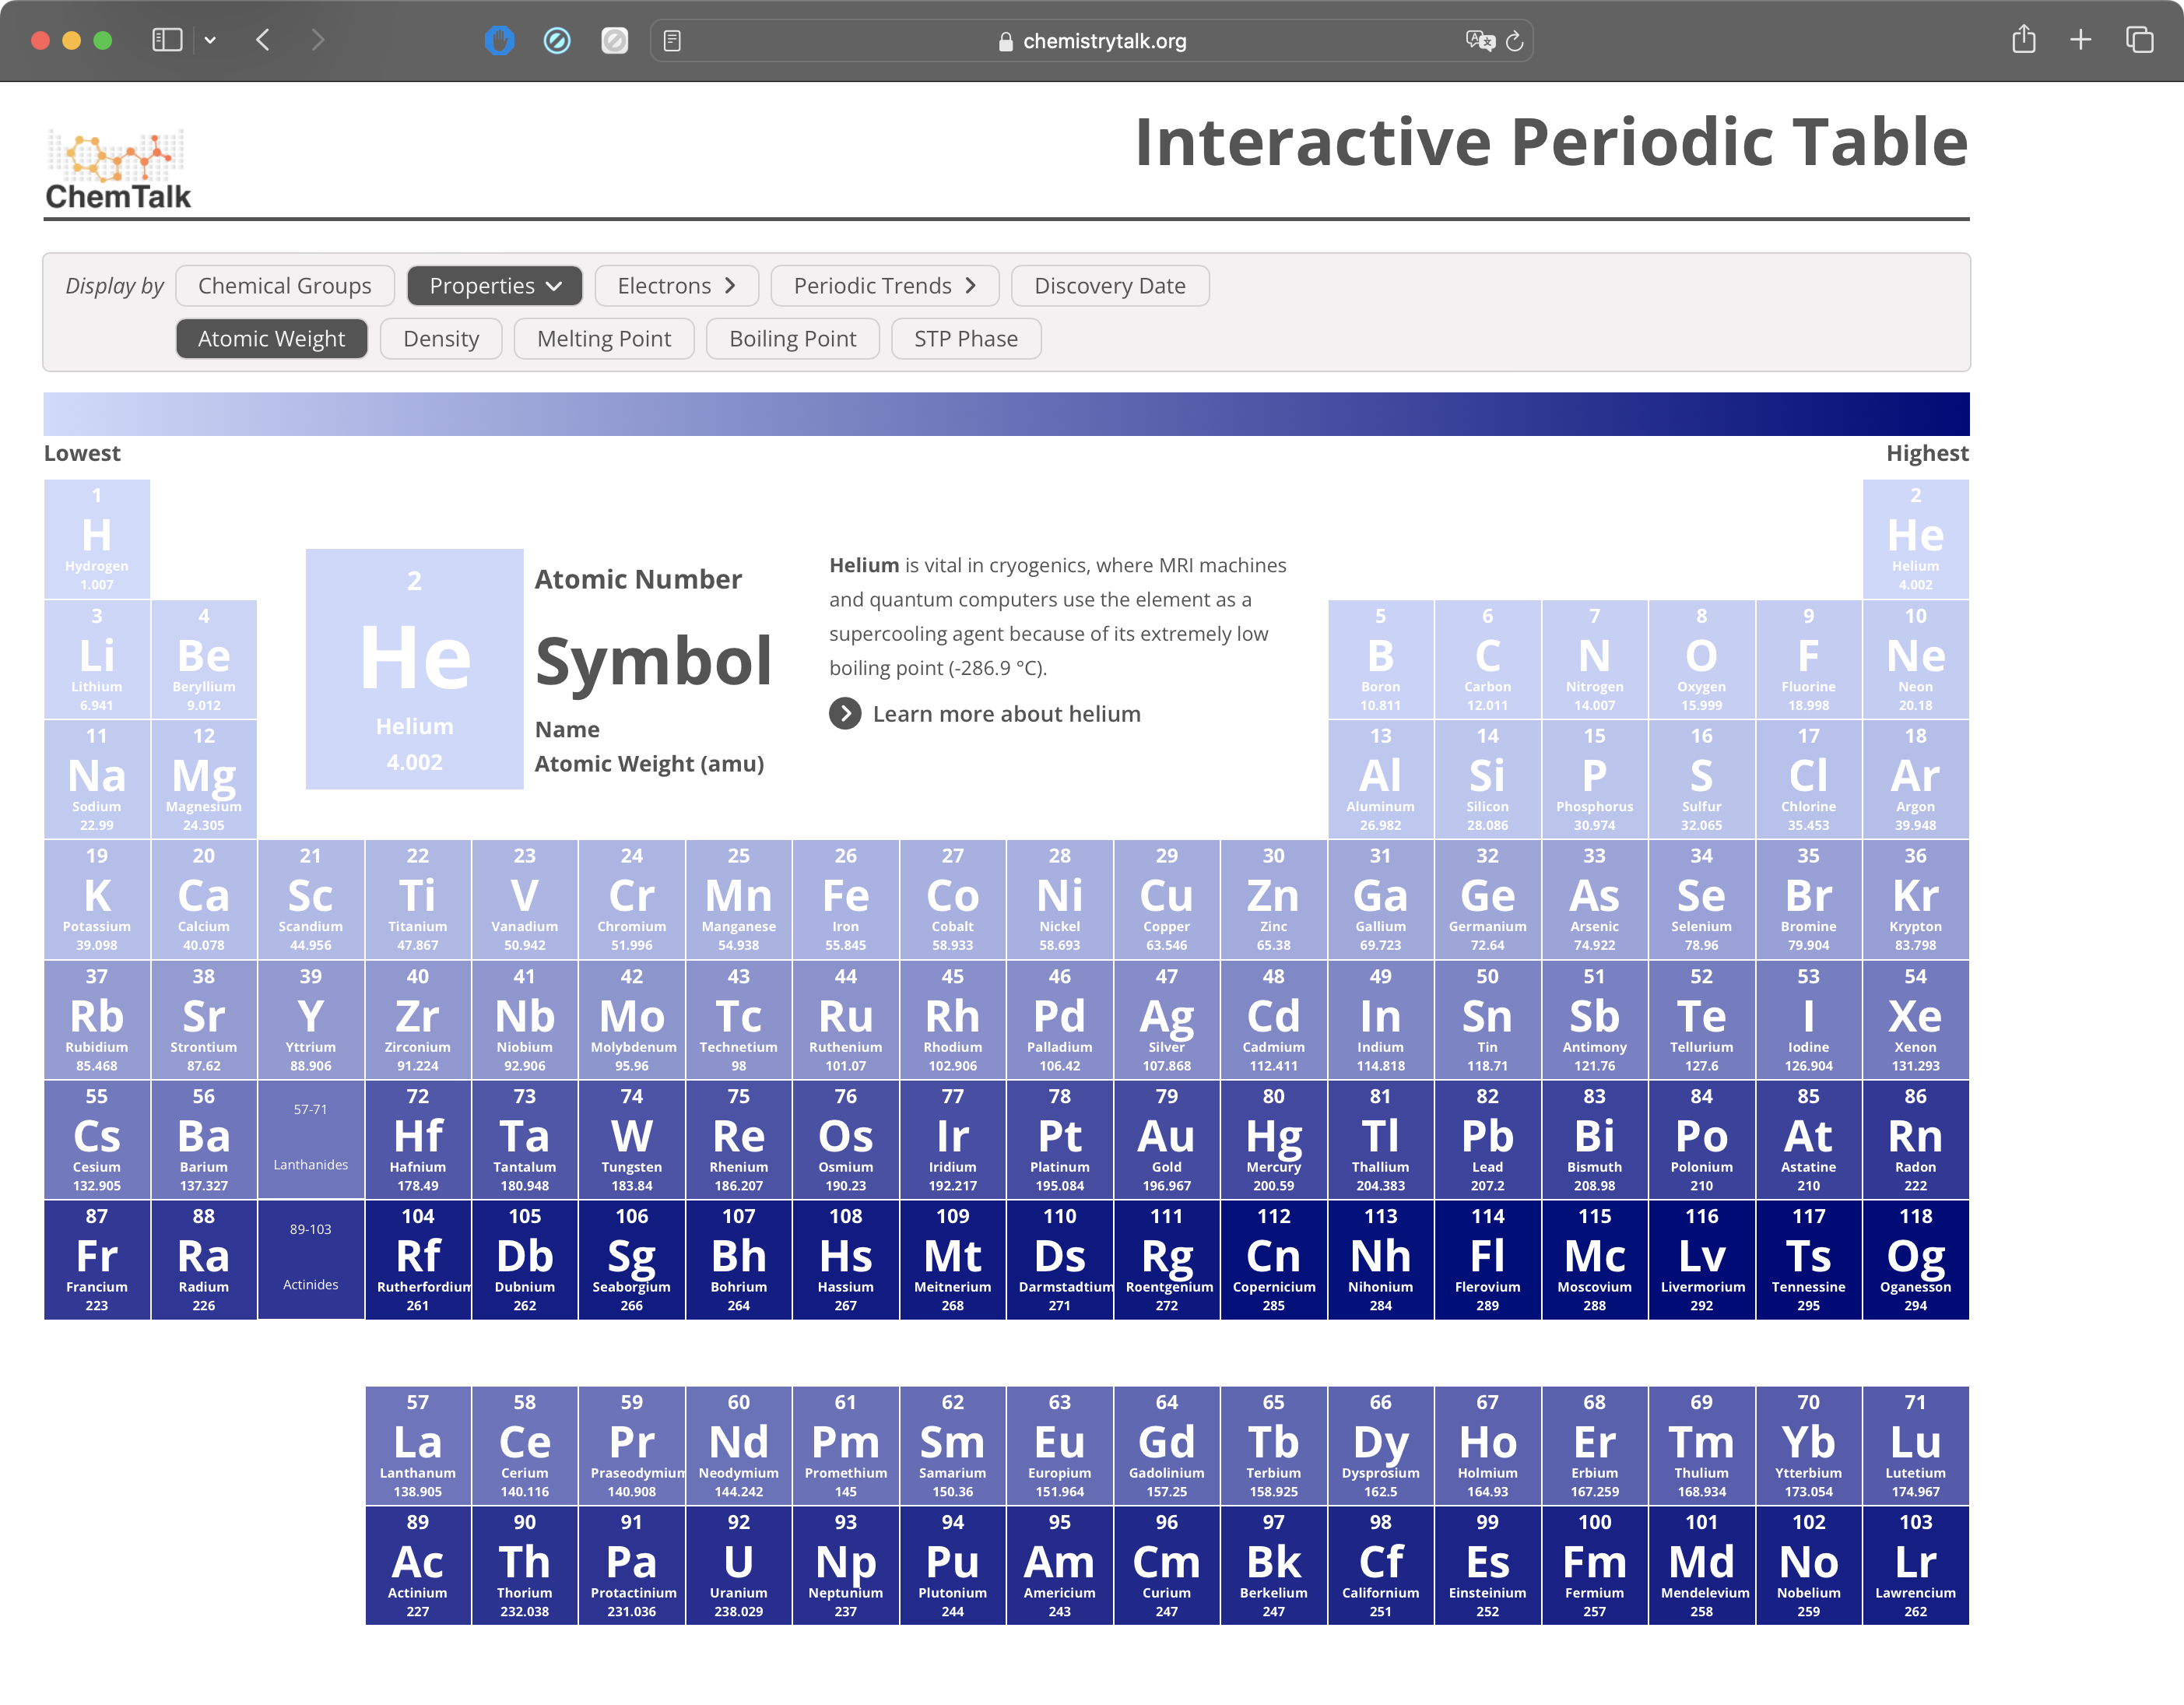 chemistrytalk.org
ChemTalk
Interactive Periodic Table
Display by Chemical Groups Properties Electrons Periodic Trends Discovery Date
Atomic Weight Density Melting Point Boiling Point STP Phase
Lowest Highest
1 2
H He
Hydrogen Helium
1.007 4.002
2
He
Helium
4.002
Atomic Number
Symbol
Name
Atomic Weight (amu)
Helium is vital in cryogenics, where MRI machines
and quantum computers use the element as a
supercooling agent because of its extremely low
boiling point (-286.9 °C).
Learn more about helium
3 4 5 6 7 8 9 10
Li Be B C N O F Ne
Lithium Beryllium Boron Carbon Nitrogen Oxygen Fluorine Neon
6.941 9.012 10.811 12.011 14.007 15.999 18.998 20.18
11 12 13 14 15 16 17 18
Na Mg Al Si P S Cl Ar
Sodium Magnesium Aluminum Silicon Phosphorus Sulfur Chlorine Argon
22.99 24.305 26.982 28.086 30.974 32.065 35.453 39.948
19 20 21 22 23 24 25 26 27 28 29 30 31 32 33 34 35 36
K Ca Sc Ti V Cr Mn Fe Co Ni Cu Zn Ga Ge As Se Br Kr
Potassium Calcium Scandium Titanium Vanadium Chromium Manganese Iron Cobalt Nickel Copper Zinc Gallium Germanium Arsenic Selenium Bromine Krypton
39.098 40.078 44.956 47.867 50.942 51.996 54.938 55.845 58.933 58.693 63.546 65.38 69.723 72.64 74.922 78.96 79.904 83.798
37 38 39 40 41 42 43 44 45 46 47 48 49 50 51 52 53 54
Rb Sr Y Zr Nb Mo Tc Ru Rh Pd Ag Cd In Sn Sb Te I Xe
Rubidium Strontium Yttrium Zirconium Niobium Molybdenum Technetium Ruthenium Rhodium Palladium Silver Cadmium Indium Tin Antimony Tellurium Iodine Xenon
85.468 87.62 88.906 91.224 92.906 95.96 98 101.07 102.906 106.42 107.868 112.411 114.818 118.71 121.76 127.6 126.904 131.293
55 56 57-71 72 73 74 75 76 77 78 79 80 81 82 83 84 85 86
Cs Ba Hf Ta W Re Os Ir Pt Au Hg Tl Pb Bi Po At Rn
Cesium Barium Lanthanides Hafnium Tantalum Tungsten Rhenium Osmium Iridium Platinum Gold Mercury Thallium Lead Bismuth Polonium Astatine Radon
132.905 137.327 178.49 180.948 183.84 186.207 190.23 192.217 195.084 196.967 200.59 204.383 207.2 208.98 210 210 222
87 88 89-103 104 105 106 107 108 109 110 111 112 113 114 115 116 117 118
Fr Ra Rf Db Sg Bh Hs Mt Ds Rg Cn Nh Fl Mc Lv Ts Og
Francium Radium Actinides Rutherfordium Dubnium Seaborgium Bohrium Hassium Meitnerium Darmstadtium Roentgenium Copernicium Nihonium Flerovium Moscovium Livermorium Tennessine Oganesson
223 226 261 262 266 264 267 268 271 272 285 284 289 288 292 295 294
57 58 59 60 61 62 63 64 65 66 67 68 69 70 71
La Ce Pr Nd Pm Sm Eu Gd Tb Dy Ho Er Tm Yb Lu
Lanthanum Cerium Praseodymium Neodymium Promethium Samarium Europium Gadolinium Terbium Dysprosium Holmium Erbium Thulium Ytterbium Lutetium
138.905 140.116 140.908 144.242 145 150.36 151.964 157.25 158.925 162.5 164.93 167.259 168.934 173.054 174.967
89 90 91 92 93 94 95 96 97 98 99 100 101 102 103
Ac Th Pa U Np Pu Am Cm Bk Cf Es Fm Md No Lr
Actinium Thorium Protactinium Uranium Neptunium Plutonium Americium Curium Berkelium Californium Einsteinium Fermium Mendelevium Nobelium Lawrencium
227 232.038 231.036 238.029 237 244 243 247 247 251 252 257 258 259 262